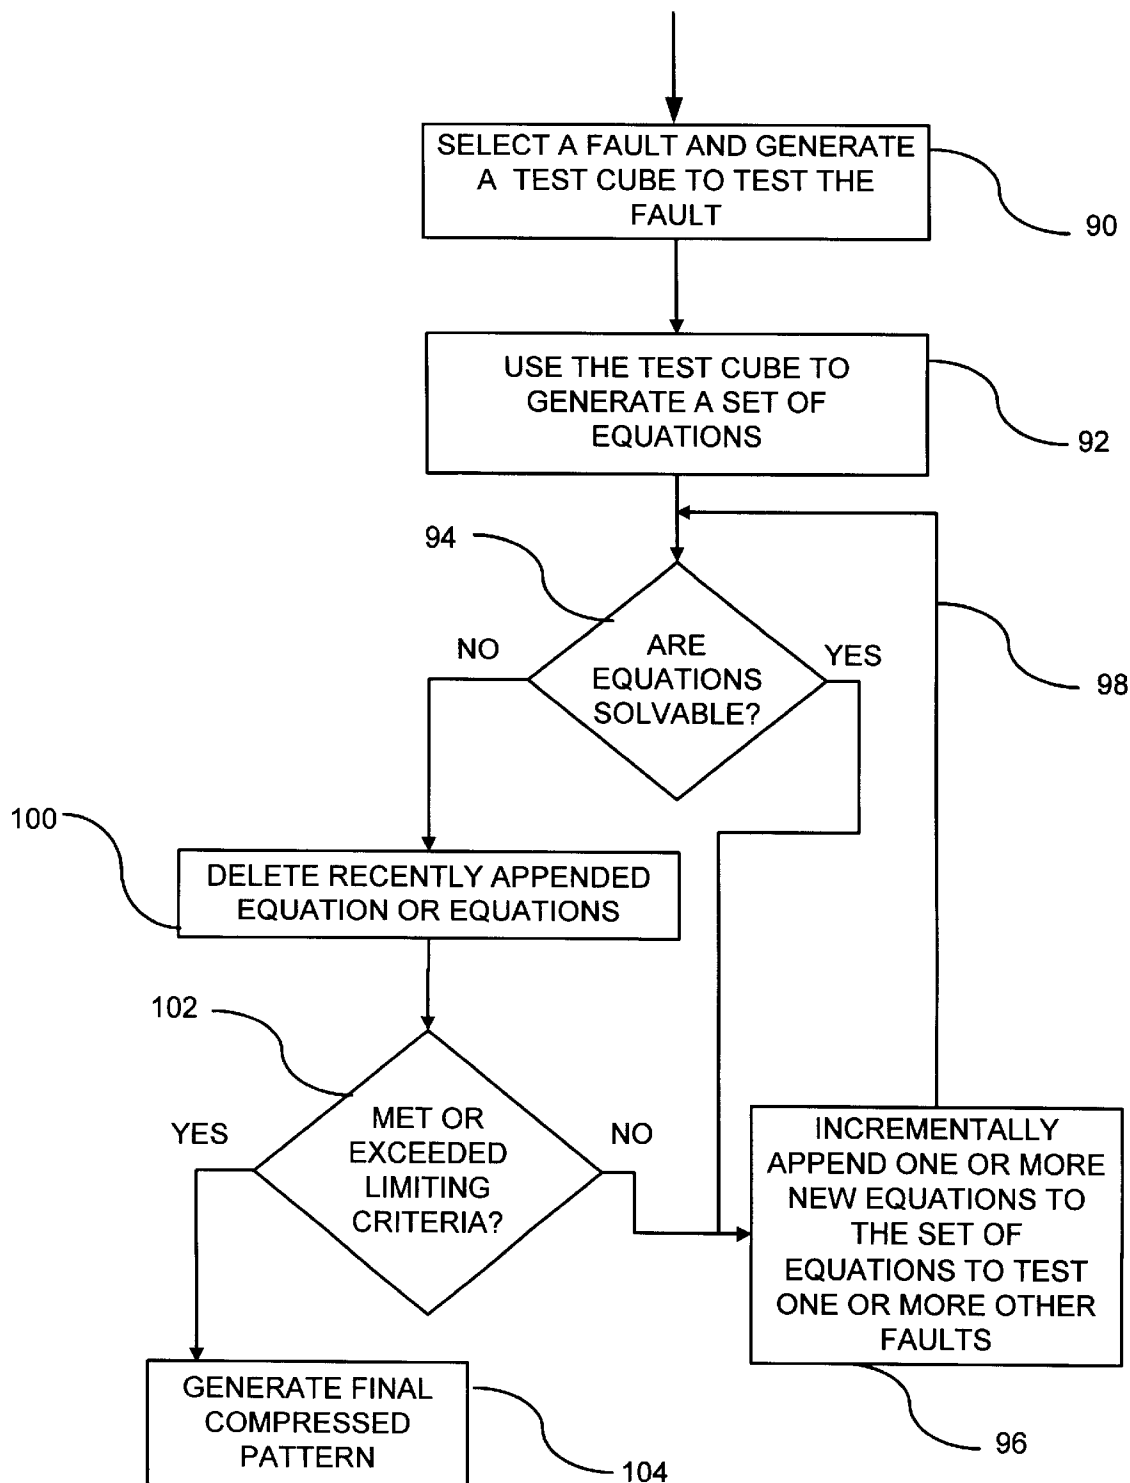 SELECT A FAULT AND GENERATE
A TEST CUBE TO TEST THE
FAULT
90
USE THE TEST CUBE TO
GENERATE A SET OF
EQUATIONS
92
94
NO
ARE
EQUATIONS
SOLVABLE?
YES
98
100
DELETE RECENTLY APPENDED
EQUATION OR EQUATIONS
102
YES
MET OR
EXCEEDED
LIMITING
CRITERIA?
NO
INCREMENTALLY
APPEND ONE OR MORE
NEW EQUATIONS TO
THE SET OF
EQUATIONS TO TEST
ONE OR MORE OTHER
FAULTS
96
GENERATE FINAL
COMPRESSED
PATTERN
104